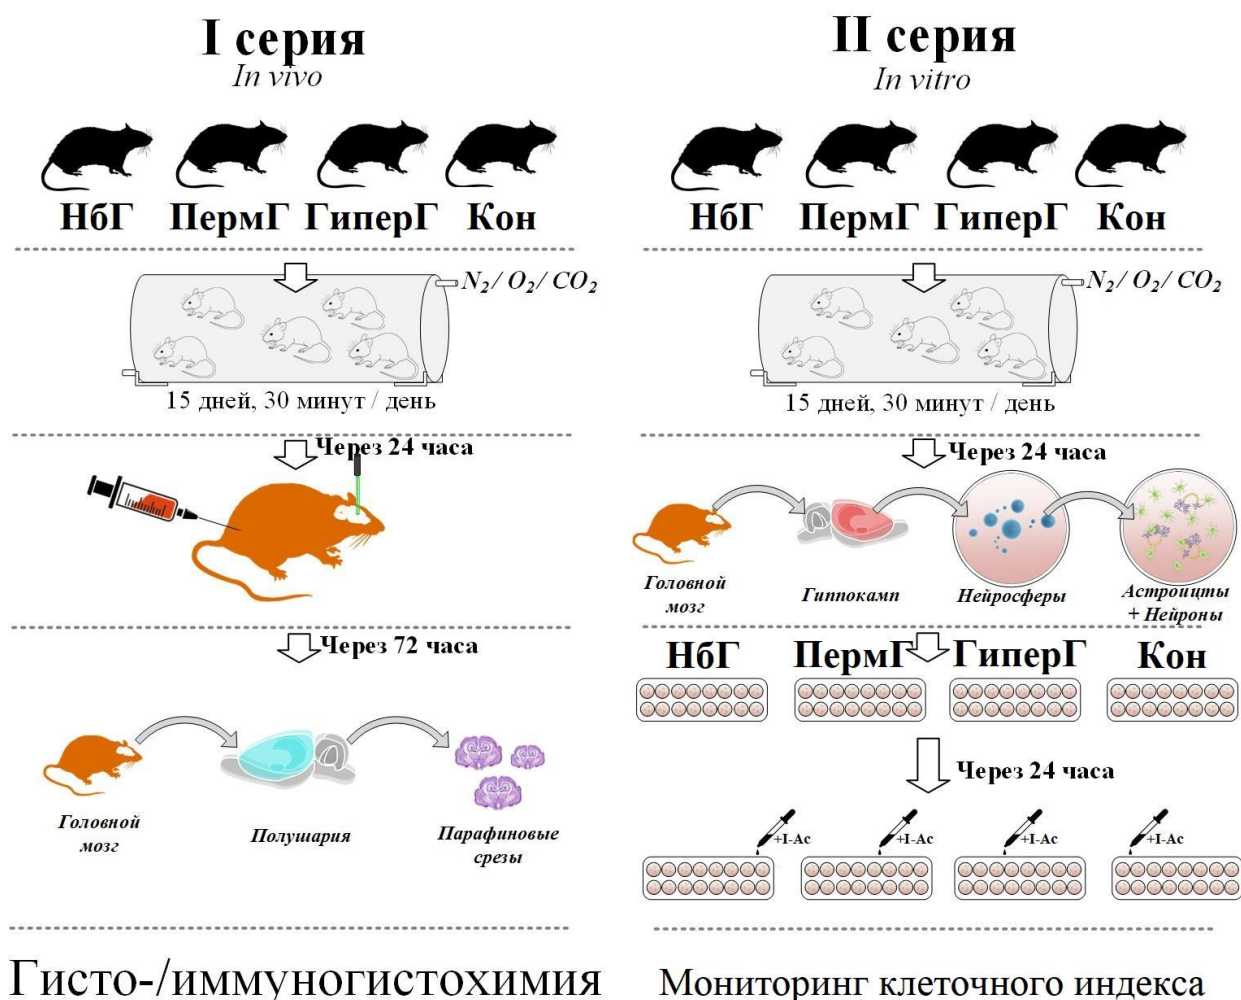 I серия
In vivo
НбГ ПермГ ГиперГ Кон
N2 / O2 / CO2
15 дней, 30 минут / день
Через 24 часа
Через 72 часа
Головной
мозг
Полушария
Парафиновые
срезы
Гисто-/иммуногистохимия
II серия
In vitro
НбГ ПермГ ГиперГ Кон
N2 / O2 / CO2
15 дней, 30 минут / день
Через 24 часа
Головной
мозг
Гиппокамп
Нейросферы
Астроицты
+ Нейроны
НбГ ПермГ ГиперГ Кон
Через 24 часа
+I-Ac +I-Ac +I-Ac +I-Ac
Мониторинг клеточного индекса